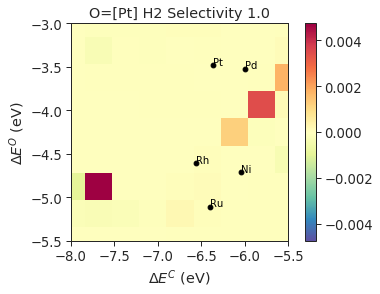 O=[Pt] H2 Selectivity 1.0
−3.0
−3.5
−4.0
−4.5
−5.0
−5.5
ΔE^O (eV)
Pt
Pd
Rh
Ni
Ru
−8.0 −7.5 −7.0 −6.5 −6.0 −5.5
ΔE^C (eV)
0.004
0.002
0.000
−0.002
−0.004